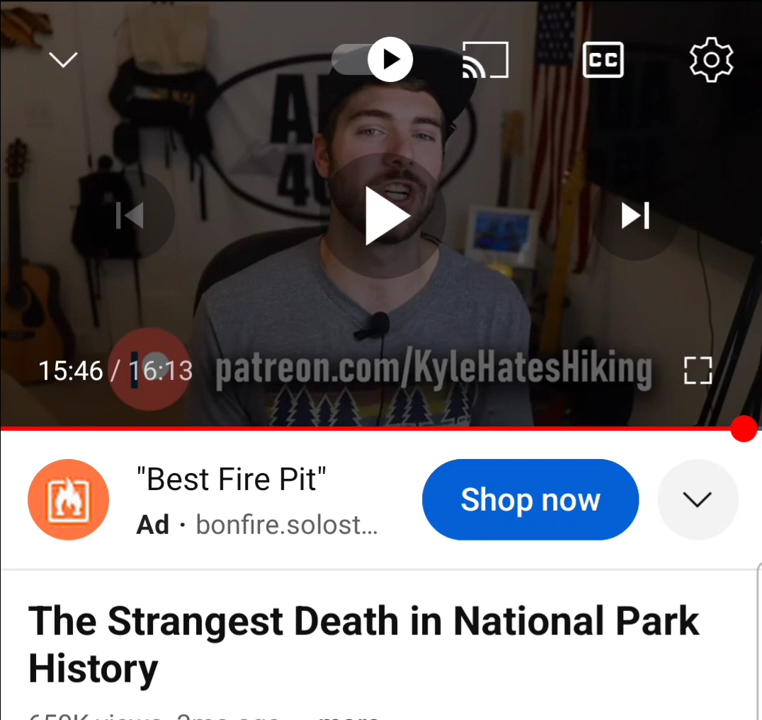 CC
15:46 / 16:13 patreon.com/KyleHatesHiking
"Best Fire Pit"
Ad · bonfire.solost...
Shop now
The Strangest Death in National Park
History